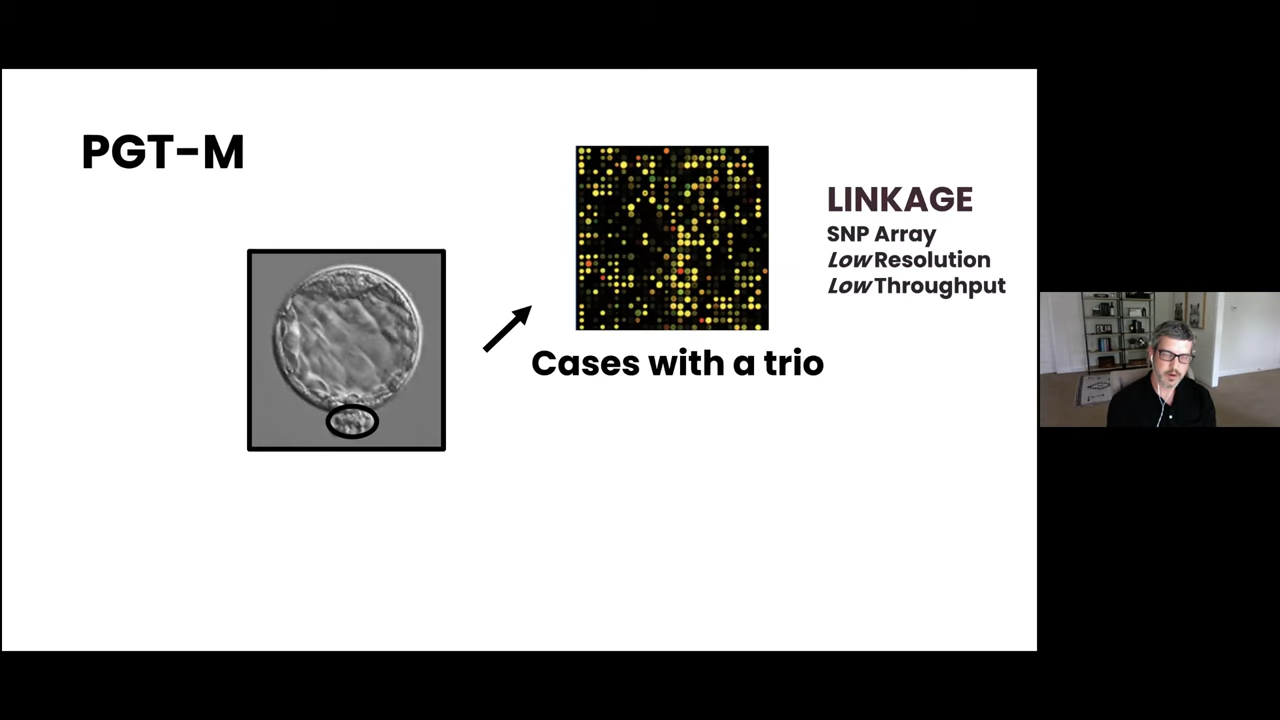 PGT-M
LINKAGE
SNP Array
Low Resolution
Low Throughput
Cases with a trio